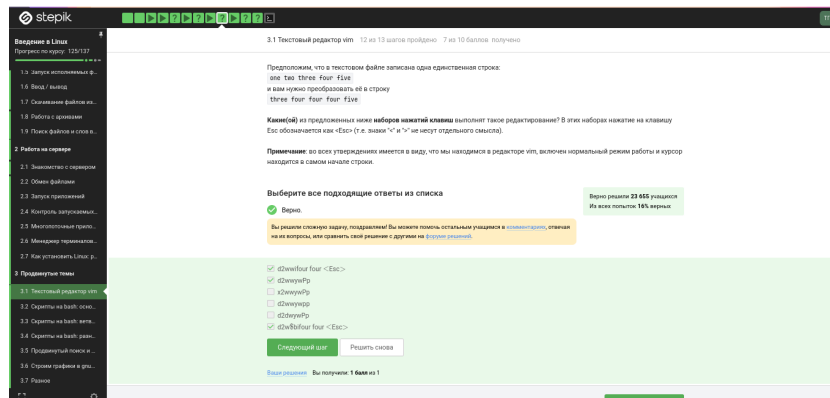 stepik
Введение в Linux
Прогресс по курсу: 125/137
1.5 Запуск исполняемых ф...
1.6 Ввод / вывод
1.7 Скачивание файлов из...
1.8 Работа с архивами
1.9 Поиск файлов и слов в...
2 Работа на сервере
2.1 Знакомство с сервером
2.2 Обмен файлами
2.3 Запуск приложений
2.4 Контроль запускаемых...
2.5 Многопоточные прило...
2.6 Менеджер терминалов...
2.7 Как установить Linux: р...
3 Продвинутые темы
3.1 Текстовый редактор vim
3.2 Скрипты на bash: осно...
3.3 Скрипты на bash: ветв...
3.4 Скрипты на bash: разн...
3.5 Продвинутый поиск и ...
3.6 Строим графики в gnu...
3.7 Разное
3.1 Текстовый редактор vim 12 из 13 шагов пройдено 7 из 10 баллов получено
Предположим, что в текстовом файле записана одна единственная строка:
one two three four five
и вам нужно преобразовать её в строку
three four four four five
Какие(ой) из предложенных ниже наборов нажатий клавиш выполнят такое редактирование? В этих наборах нажатие на клавишу
Esc обозначается как <Esc> (т.е. знаки "<" и ">" не несут отдельного смысла).
Примечание: во всех утверждениях имеется в виду, что мы находимся в редакторе vim, включен нормальный режим работы и курсор
находится в самом начале строки.
Выберите все подходящие ответы из списка
Верно решили 23 655 учащихся
Из всех попыток 16% верных
Верно.
Вы решили сложную задачу, поздравляем! Вы можете помочь остальным учащимся в комментариях, отвечая
на их вопросы, или сравнить своё решение с другими на форуме решений.
d2wwifour four <Esc>
d2wwywPp
x2wwywPp
d2wwywpp
d2dwywPp
d2w$bifour four <Esc>
Следующий шаг Решить снова
Ваши решения Вы получили: 1 балл из 1